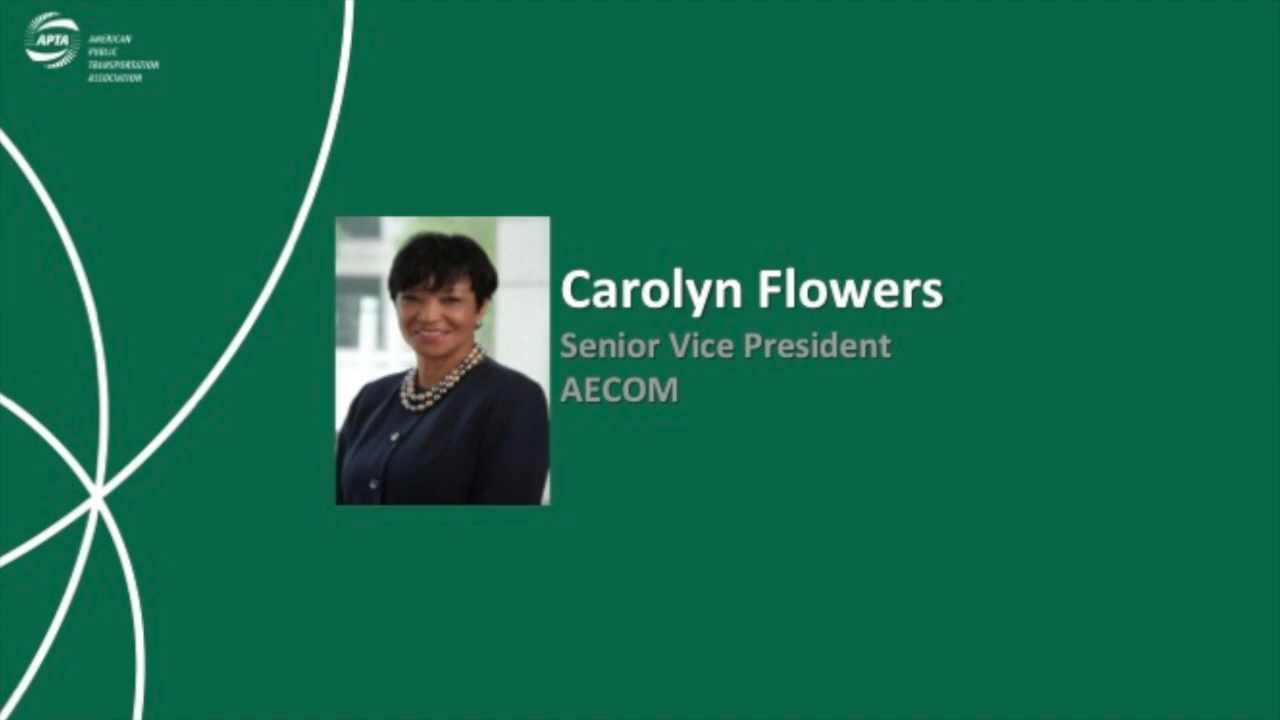 APTA
AMERICAN
PUBLIC
TRANSPORTATION
ASSOCIATION
Carolyn Flowers
Senior Vice President
AECOM